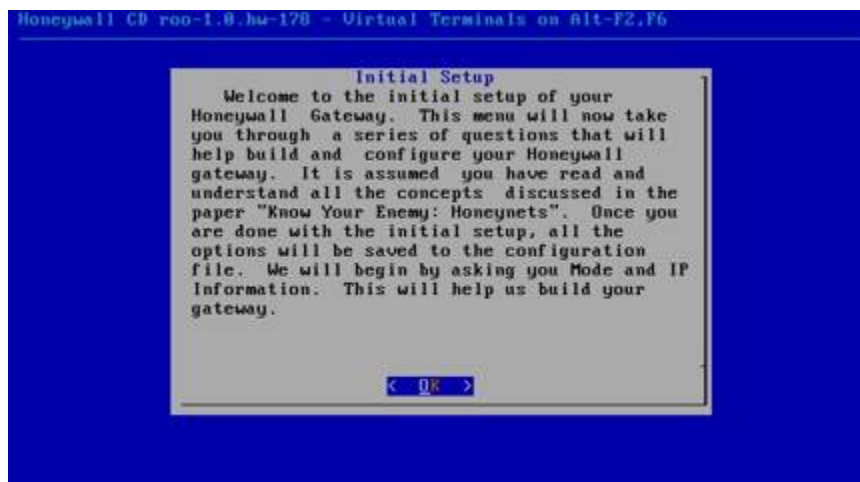 Honeywall CD roo-1.0.hw-178 - Virtual Terminals on Alt-F2,F6
Initial Setup
Welcome to the initial setup of your
Honeywall Gateway. This menu will now take
you through a series of questions that will
help build and configure your Honeywall
gateway. It is assumed you have read and
understand all the concepts discussed in the
paper "Know Your Enemy: Honeynets". Once you
are done with the initial setup, all the
options will be saved to the configuration
file. We will begin by asking you Mode and IP
Information. This will help us build your
gateway.
< OK >